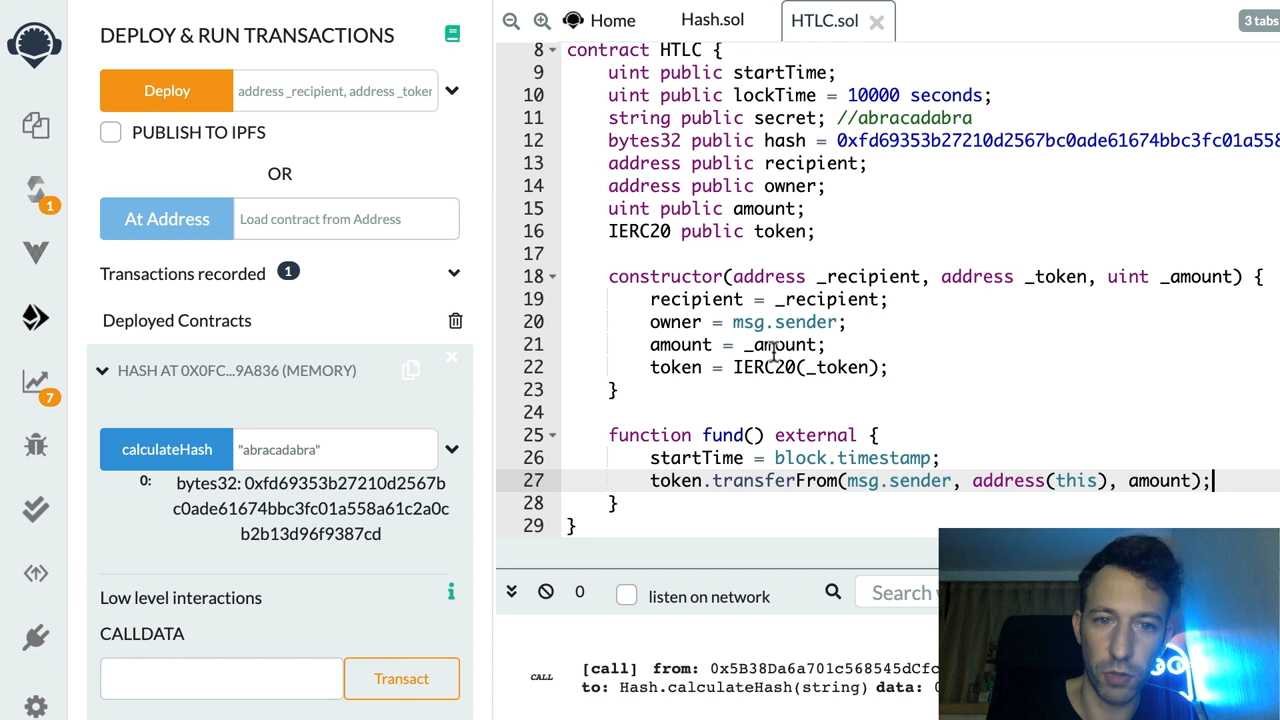 DEPLOY & RUN TRANSACTIONS
Deploy
address _recipient, address _token
PUBLISH TO IPFS
OR
At Address
Load contract from Address
Transactions recorded 1
Deployed Contracts
HASH AT 0X0FC...9A836 (MEMORY)
calculateHash
"abracadabra"
0: bytes32: 0xfd69353b27210d2567b
c0ade61674bbc3fc01a558a61c2a0c
b2b13d96f9387cd
Low level interactions
CALLDATA
Transact
1
7
Home
Hash.sol
HTLC.sol
3 tabs
8 contract HTLC {
9 uint public startTime;
10 uint public lockTime = 10000 seconds;
11 string public secret; //abracadabra
12 bytes32 public hash = 0xfd69353b27210d2567bc0ade61674bbc3fc01a558
13 address public recipient;
14 address public owner;
15 uint public amount;
16 IERC20 public token;
17
18 constructor(address _recipient, address _token, uint _amount) {
19 recipient = _recipient;
20 owner = msg.sender;
21 amount = _amount;
22 token = IERC20(_token);
23 }
24
25 function fund() external {
26 startTime = block.timestamp;
27 token.transferFrom(msg.sender, address(this), amount);
28 }
29 }
0
listen on network
Search
CALL
[call] from: 0x5B38Da6a701c568545dCfc
to: Hash.calculateHash(string) data: 0